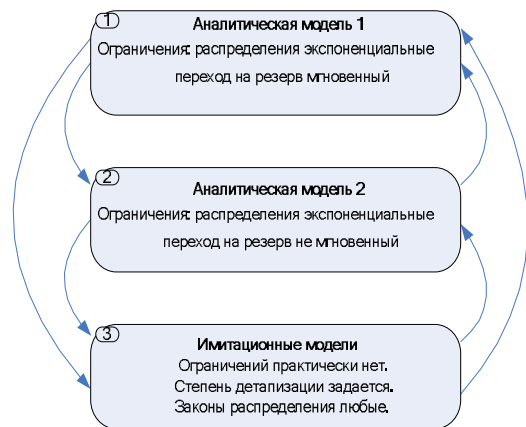 1
Аналитическая модель 1
Ограничения: распределения экспоненциальные
переход на резерв мгновенный
2
Аналитическая модель 2
Ограничения: распределения экспоненциальные
переход на резерв не мгновенный
3
Имитационные модели
Ограничений практически нет.
Степень детализации задается.
Законы распределения любые.